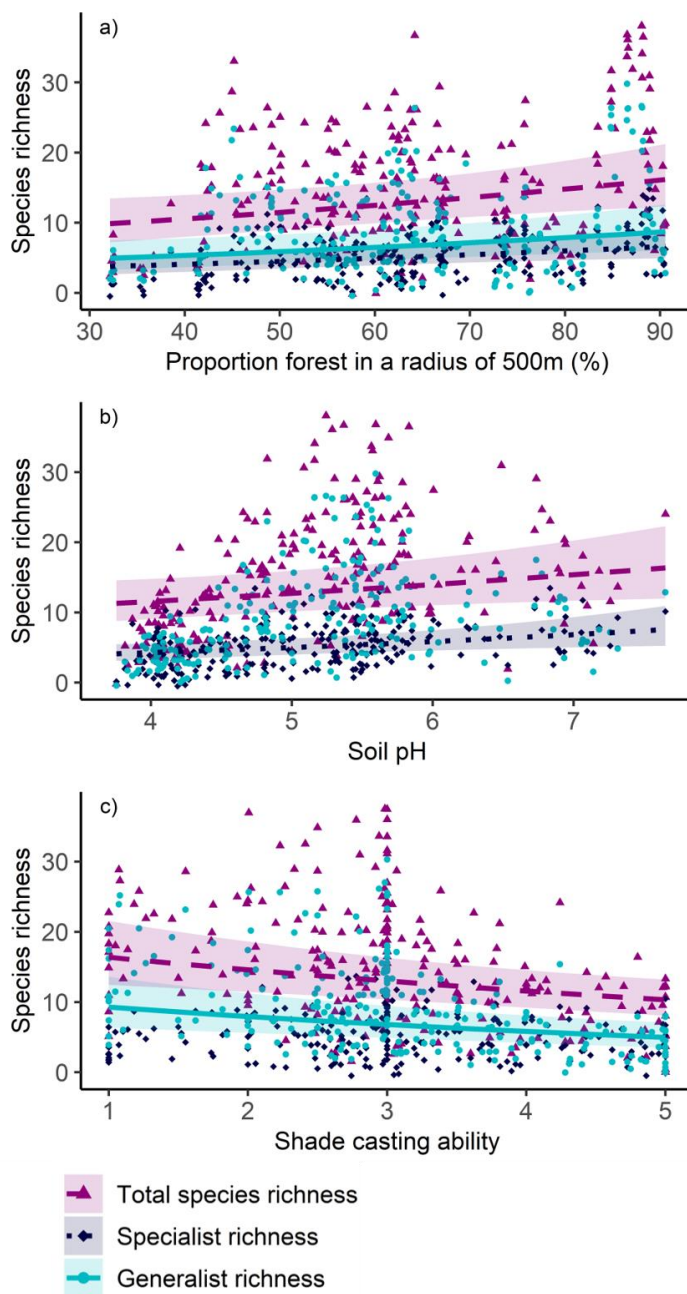 a)
Species richness
30
20
10
0
30 40 50 60 70 80 90
Proportion forest in a radius of 500m (%)
b)
Species richness
30
20
10
0
4 5 6 7
Soil pH
c)
Species richness
30
20
10
0
1 2 3 4 5
Shade casting ability
Total species richness
Specialist richness
Generalist richness